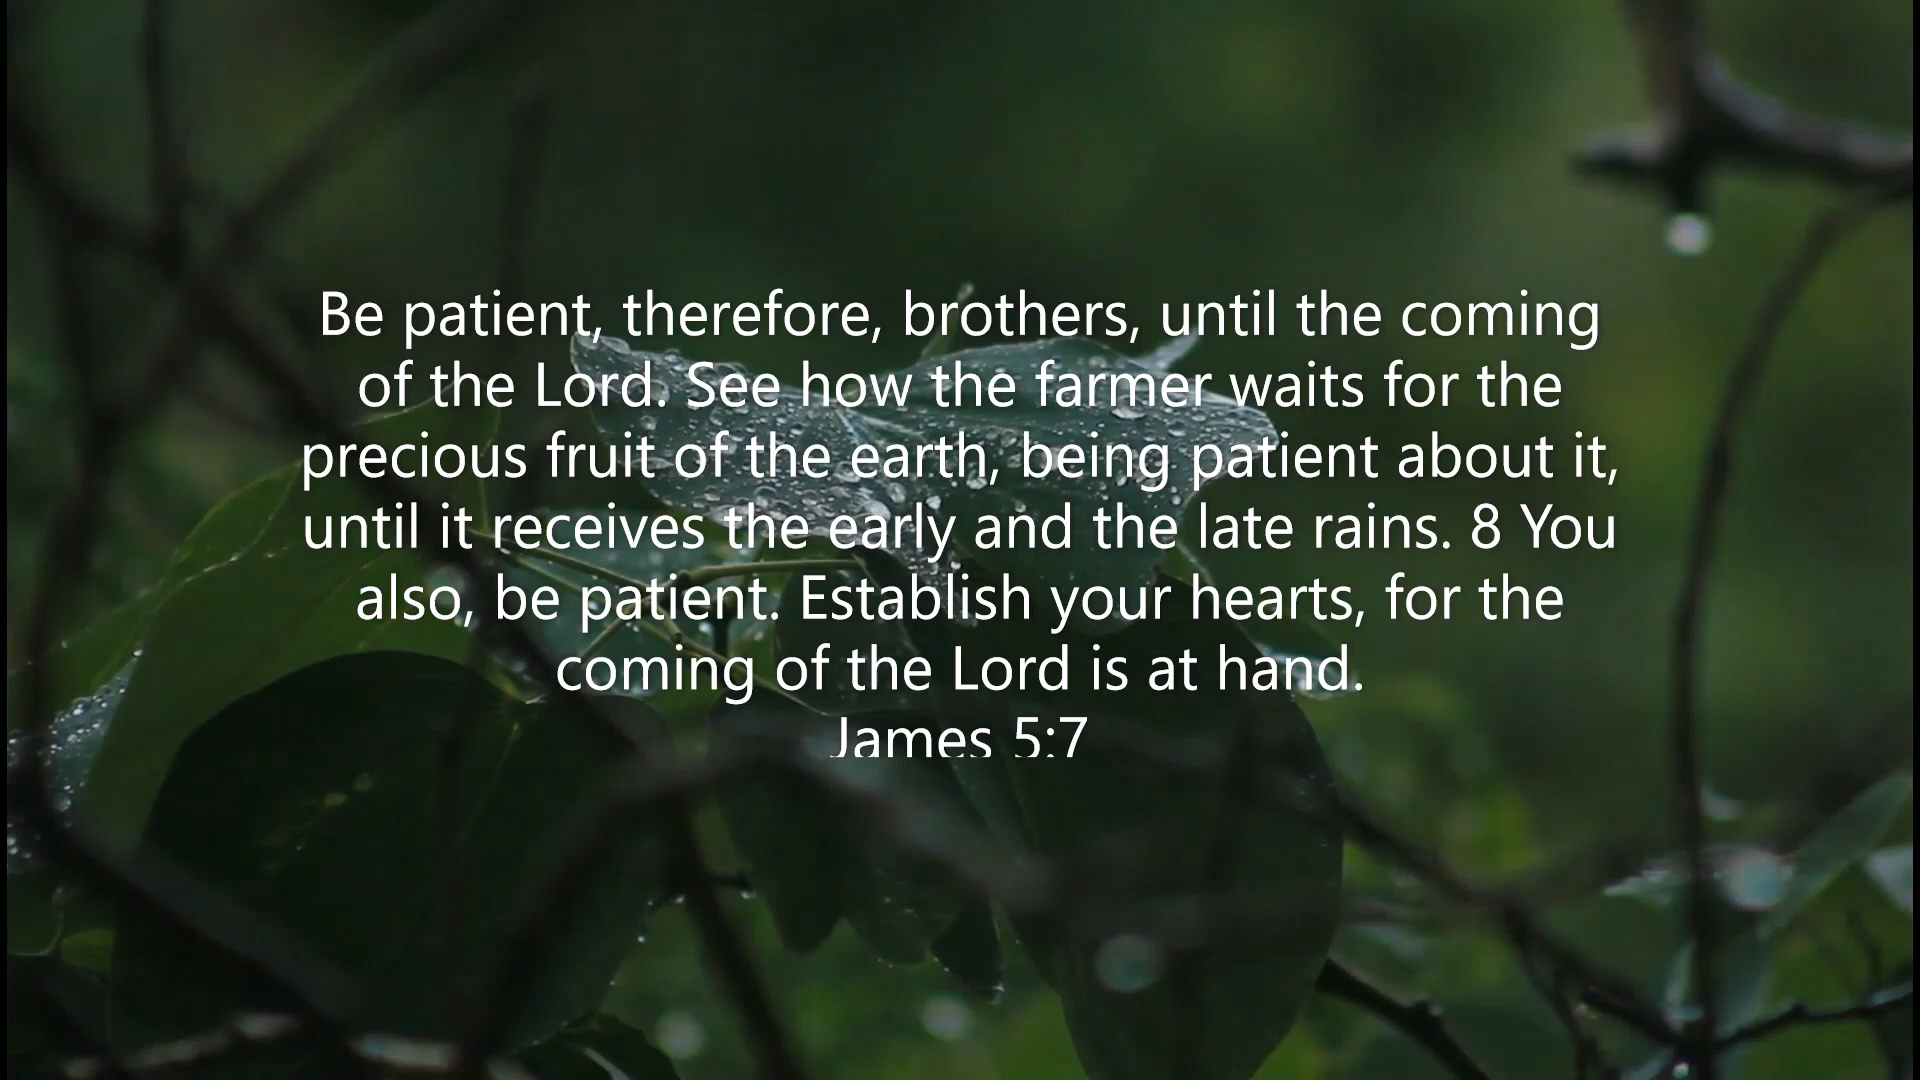 Be patient, therefore, brothers, until the coming
of the Lord. See how the farmer waits for the
precious fruit of the earth, being patient about it,
until it receives the early and the late rains. 8 You
also, be patient. Establish your hearts, for the
coming of the Lord is at hand.
James 5:7